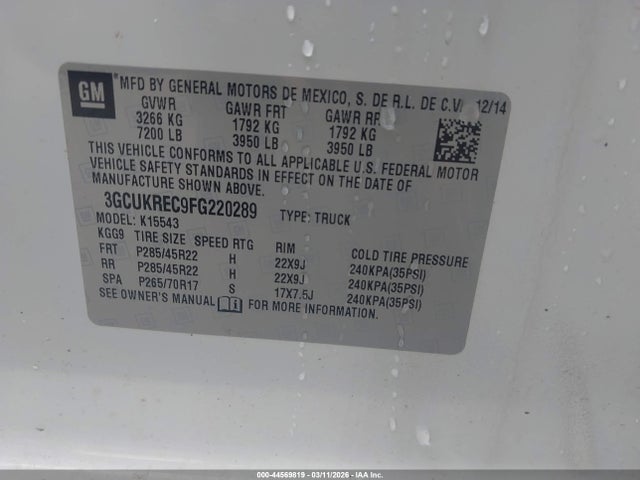 GM
® MFD BY GENERAL MOTORS DE MEXICO, S. DE R.L. DE C.V. 12/14
GVWR GAWR FRT GAWR RR
3266 KG 1792 KG 1792 KG
7200 LB 3950 LB 3950 LB
THIS VEHICLE CONFORMS TO ALL APPLICABLE U.S. FEDERAL MOTOR
VEHICLE SAFETY STANDARDS IN EFFECT ON THE DATE OF
MANUFACTURE SHOWN ABOVE.
3GCUKREC9FG220289 TYPE: TRUCK
MODEL: K15543
KGG9 TIRE SIZE SPEED RTG RIM COLD TIRE PRESSURE
FRT P285/45R22 H 22X9J 240KPA(35PSI)
RR P285/45R22 H 22X9J 240KPA(35PSI)
SPA P265/70R17 S 17X7.5J 240KPA(35PSI)
SEE OWNER'S MANUAL FOR MORE INFORMATION.
000-44569819 | 03/11/2026 | IAA Inc.